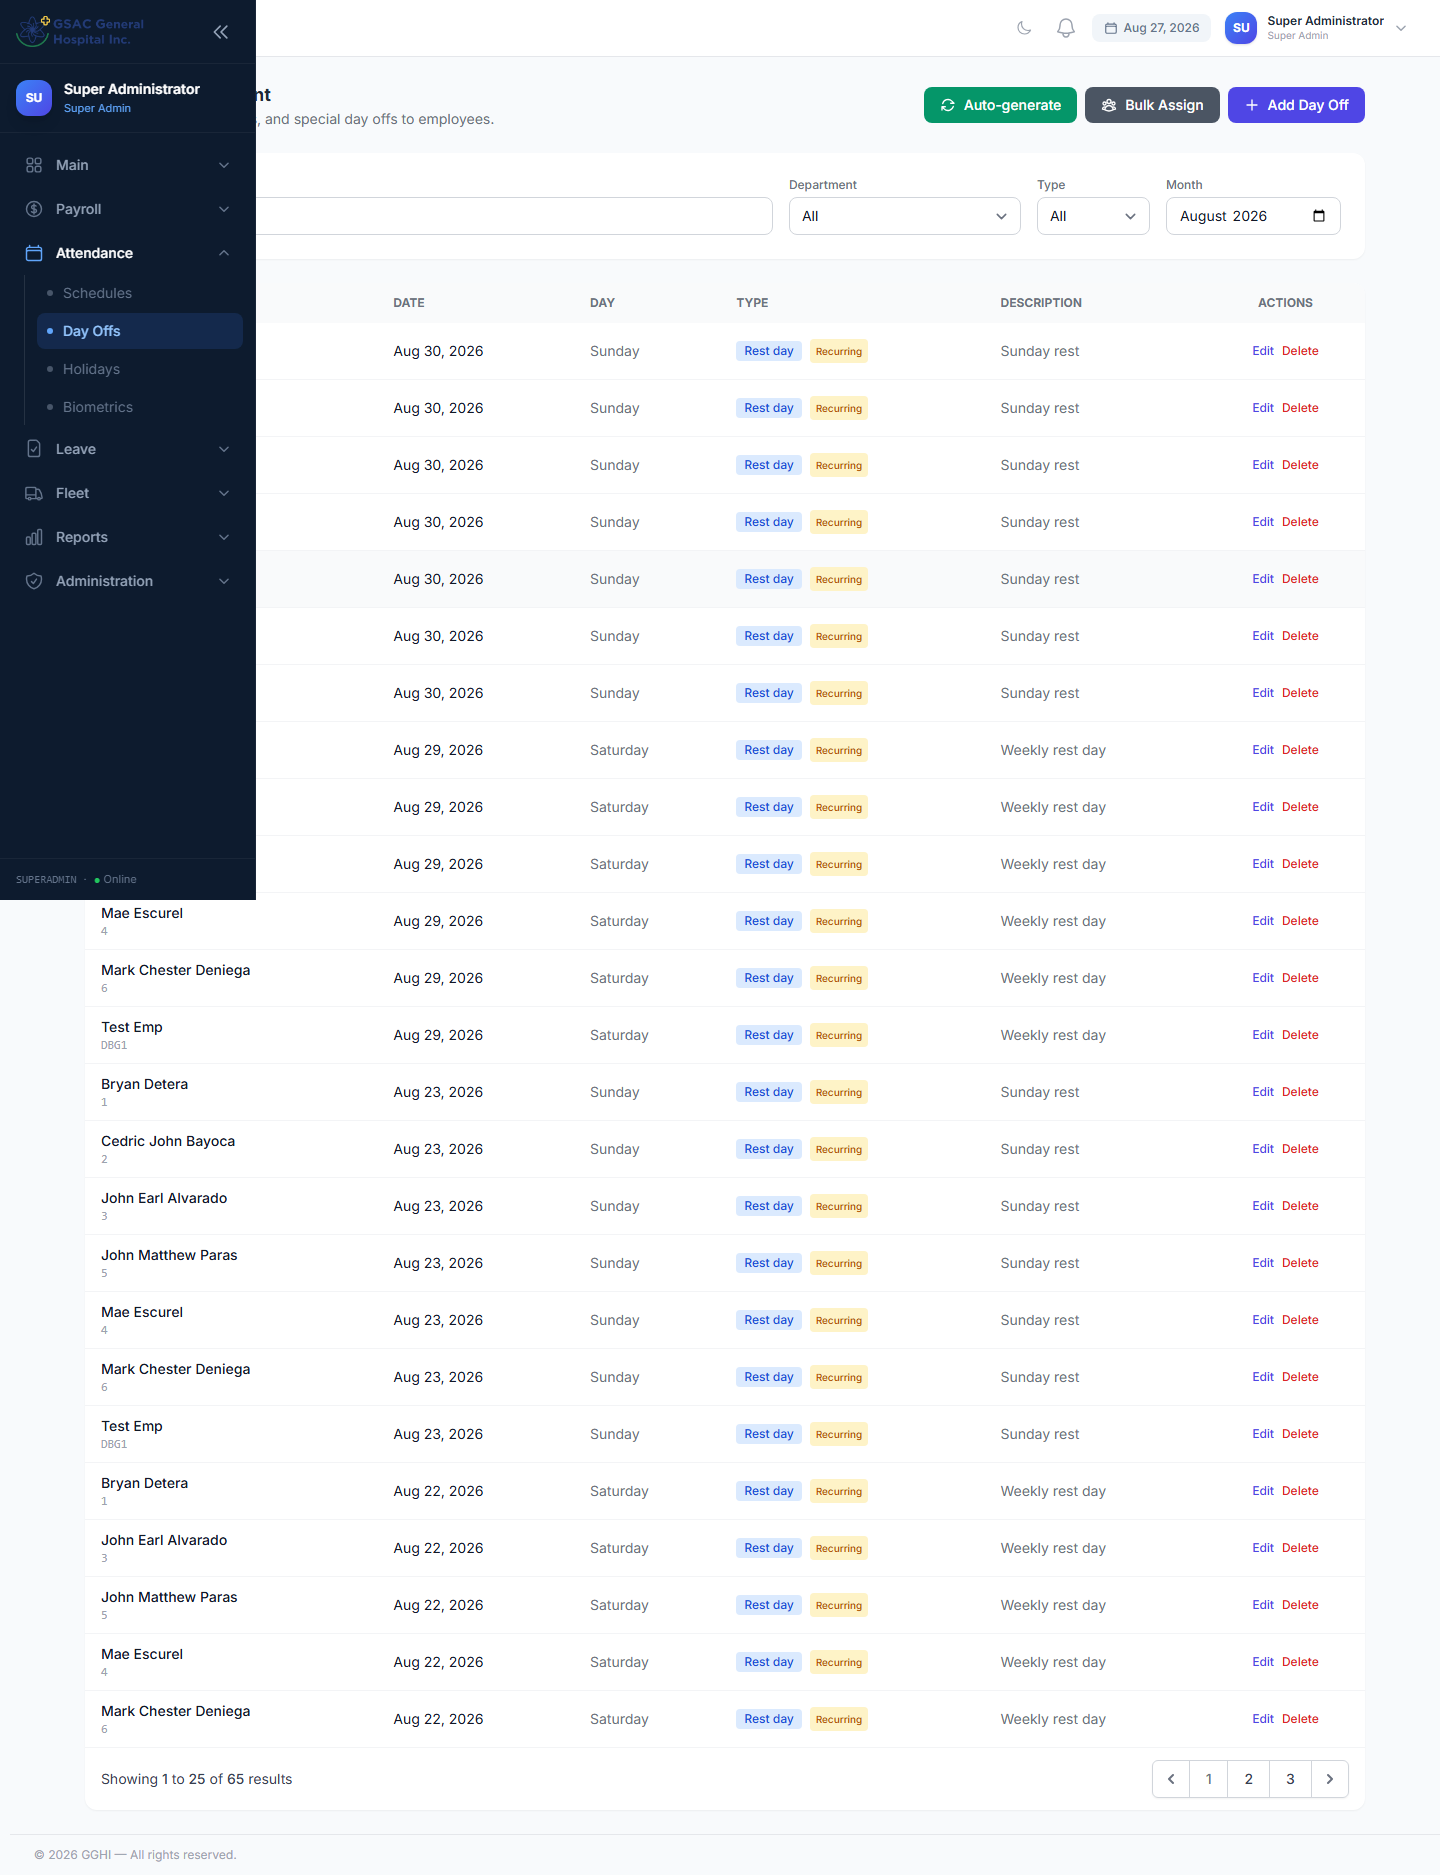 GSAC General
Hospital Inc.
SU
Super Administrator
Super Admin
Main
Payroll
Attendance
Schedules
Day Offs
Holidays
Biometrics
Leave
Fleet
Reports
Administration
SUPERADMIN · ● Online
Aug 27, 2026
SU
Super Administrator
Super Admin
and special day offs to employees.
Auto-generate
Bulk Assign
Add Day Off
Department
Type
Month
All
All
August 2026
DATE DAY TYPE DESCRIPTION ACTIONS
Aug 30, 2026 Sunday Rest day Recurring Sunday rest Edit Delete
Aug 30, 2026 Sunday Rest day Recurring Sunday rest Edit Delete
Aug 30, 2026 Sunday Rest day Recurring Sunday rest Edit Delete
Aug 30, 2026 Sunday Rest day Recurring Sunday rest Edit Delete
Aug 30, 2026 Sunday Rest day Recurring Sunday rest Edit Delete
Aug 30, 2026 Sunday Rest day Recurring Sunday rest Edit Delete
Aug 30, 2026 Sunday Rest day Recurring Sunday rest Edit Delete
Aug 29, 2026 Saturday Rest day Recurring Weekly rest day Edit Delete
Aug 29, 2026 Saturday Rest day Recurring Weekly rest day Edit Delete
Aug 29, 2026 Saturday Rest day Recurring Weekly rest day Edit Delete
Mae Escurel Aug 29, 2026 Saturday Rest day Recurring Weekly rest day Edit Delete
4
Mark Chester Deniega Aug 29, 2026 Saturday Rest day Recurring Weekly rest day Edit Delete
6
Test Emp Aug 29, 2026 Saturday Rest day Recurring Weekly rest day Edit Delete
DBG1
Bryan Detera Aug 23, 2026 Sunday Rest day Recurring Sunday rest Edit Delete
1
Cedric John Bayoca Aug 23, 2026 Sunday Rest day Recurring Sunday rest Edit Delete
2
John Earl Alvarado Aug 23, 2026 Sunday Rest day Recurring Sunday rest Edit Delete
3
John Matthew Paras Aug 23, 2026 Sunday Rest day Recurring Sunday rest Edit Delete
5
Mae Escurel Aug 23, 2026 Sunday Rest day Recurring Sunday rest Edit Delete
4
Mark Chester Deniega Aug 23, 2026 Sunday Rest day Recurring Sunday rest Edit Delete
6
Test Emp Aug 23, 2026 Sunday Rest day Recurring Sunday rest Edit Delete
DBG1
Bryan Detera Aug 22, 2026 Saturday Rest day Recurring Weekly rest day Edit Delete
1
John Earl Alvarado Aug 22, 2026 Saturday Rest day Recurring Weekly rest day Edit Delete
3
John Matthew Paras Aug 22, 2026 Saturday Rest day Recurring Weekly rest day Edit Delete
5
Mae Escurel Aug 22, 2026 Saturday Rest day Recurring Weekly rest day Edit Delete
4
Mark Chester Deniega Aug 22, 2026 Saturday Rest day Recurring Weekly rest day Edit Delete
6
Showing 1 to 25 of 65 results
1 2 3
© 2026 GGHI — All rights reserved.